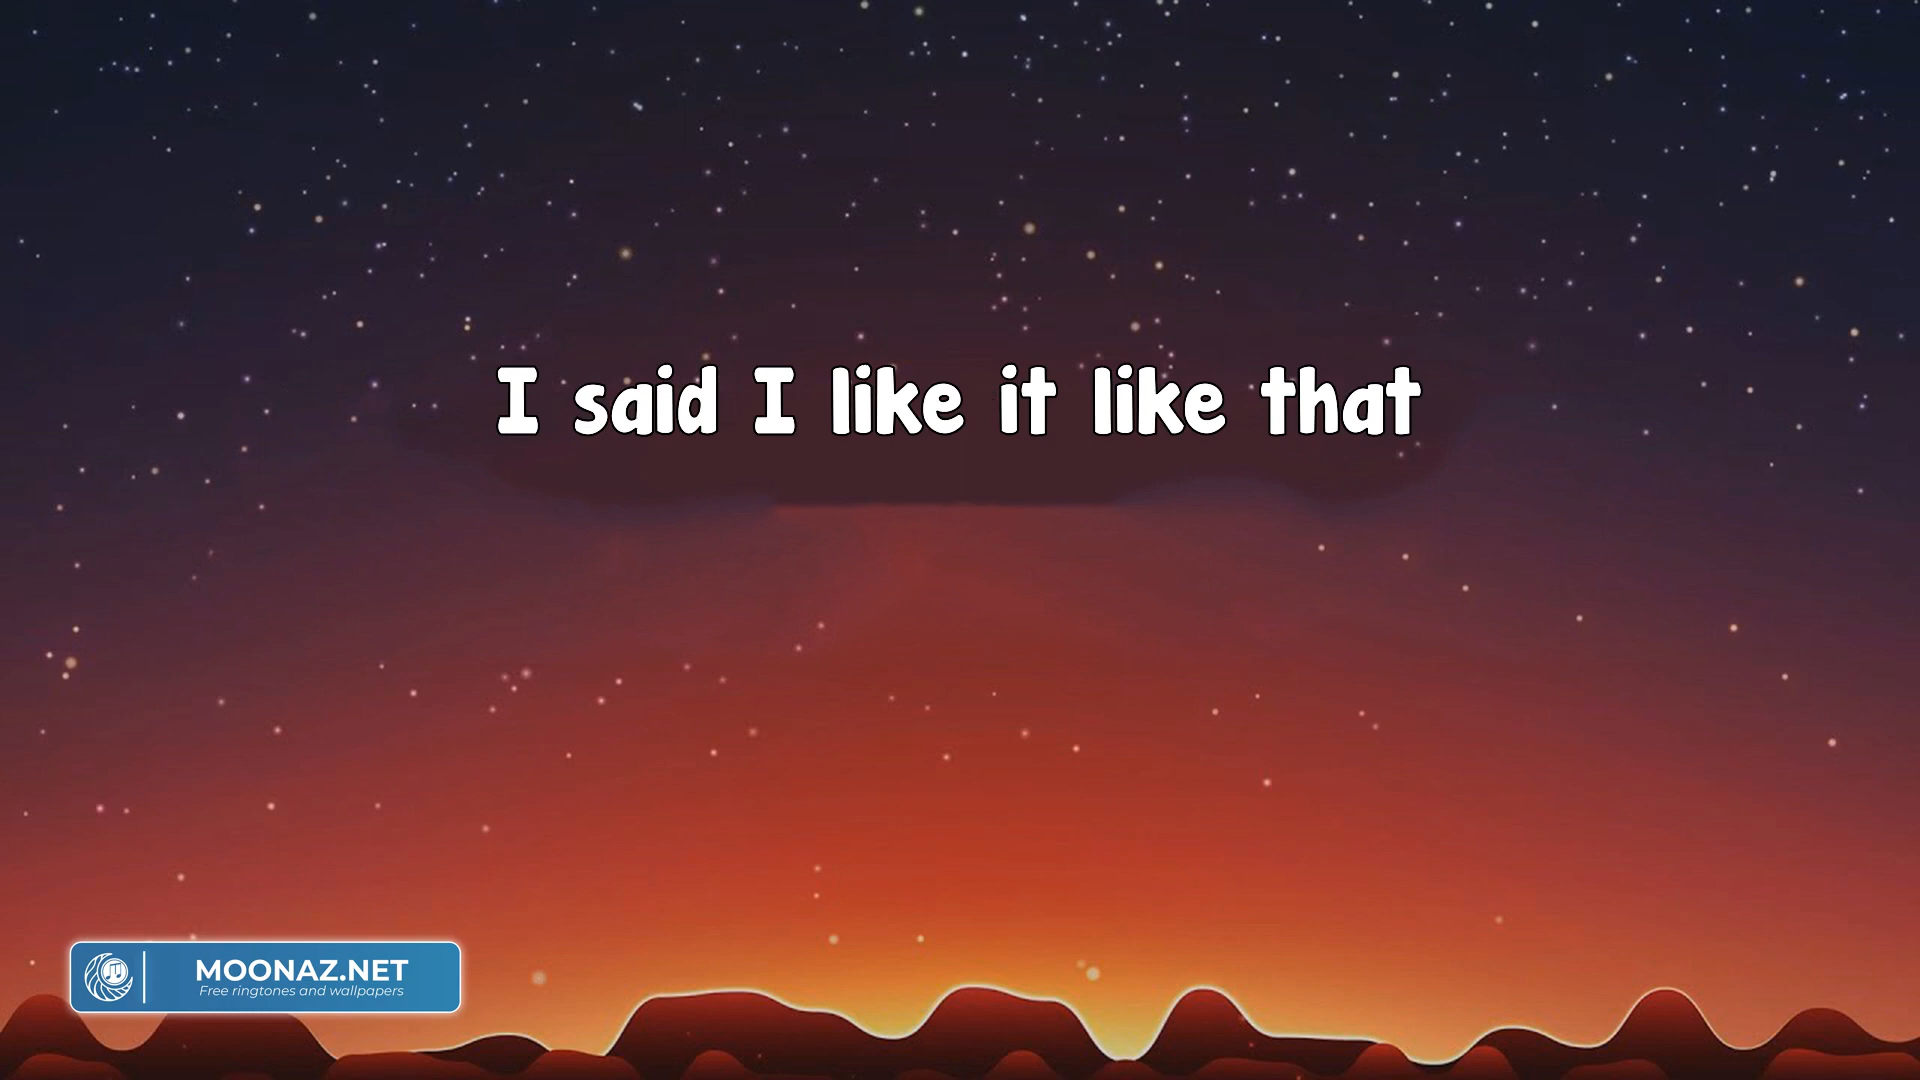 I said I like it like that
MOONAZ.NET
Free ringtones and wallpapers